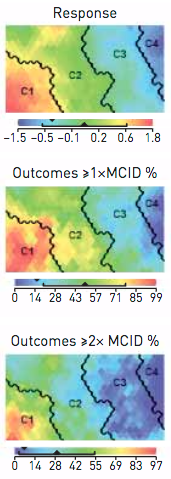 Response
C1
C2
C3
C4
−1.5 −0.5 −0.1 0.2 0.6 1.8
Outcomes ⩾1×MCID %
C1
C2
C3
C4
0 14 28 43 57 71 85 99
Outcomes ⩾2× MCID %
C1
C2
C3
C4
0 14 28 41 55 69 83 97